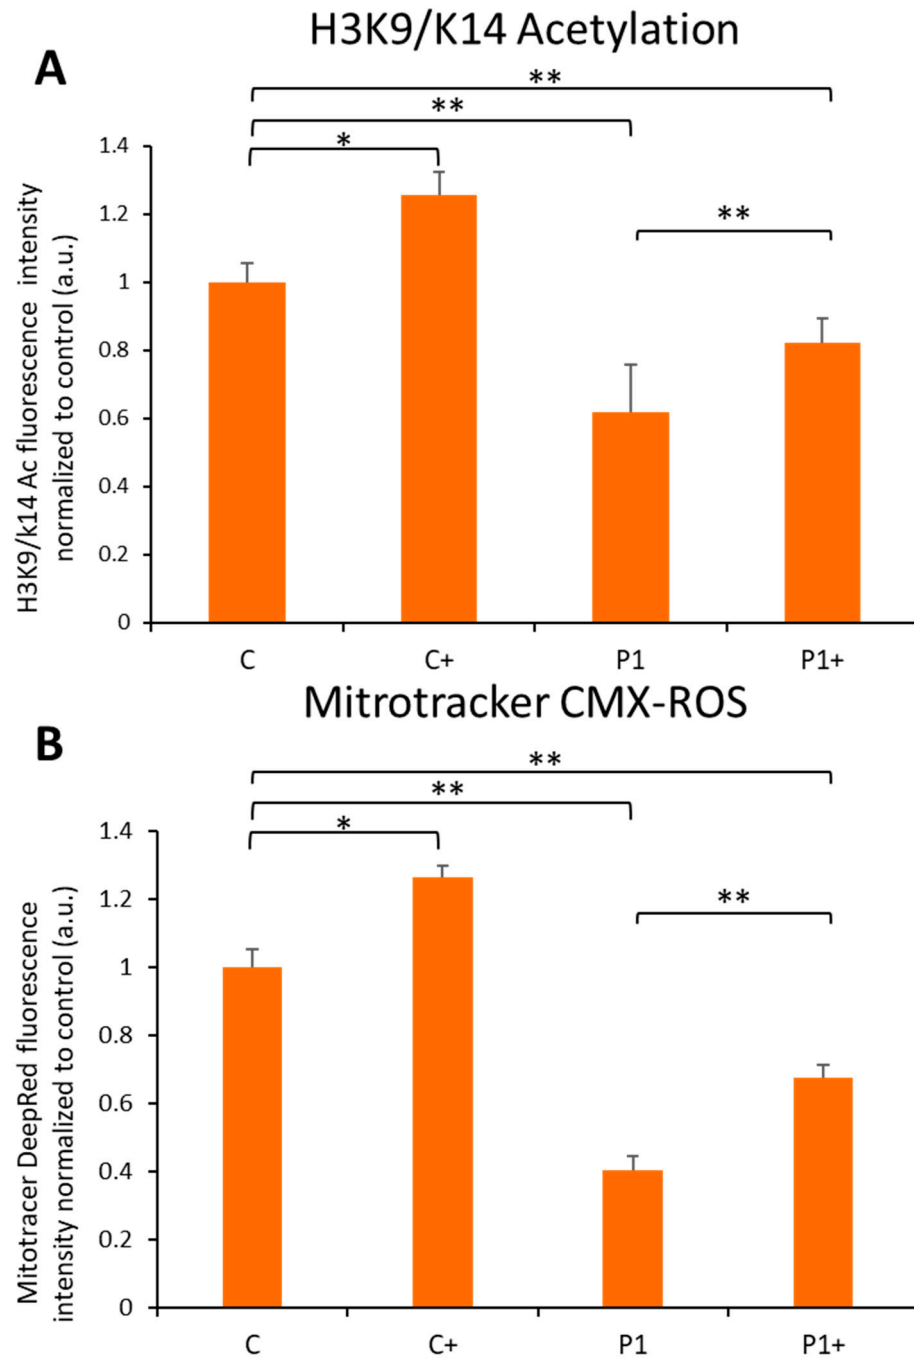 H3K9/K14 Acetylation
A
**
**
*
**
H3K9/k14 Ac fluorescence intensity
normalized to control (a.u.)
1.4
1.2
1
0.8
0.6
0.4
0.2
0
C C+ P1 P1+
Mitrotracker CMX-ROS
B
**
**
*
**
Mitotracer DeepRed fluorescence
intensity normalized to control (a.u.)
1.4
1.2
1
0.8
0.6
0.4
0.2
0
C C+ P1 P1+